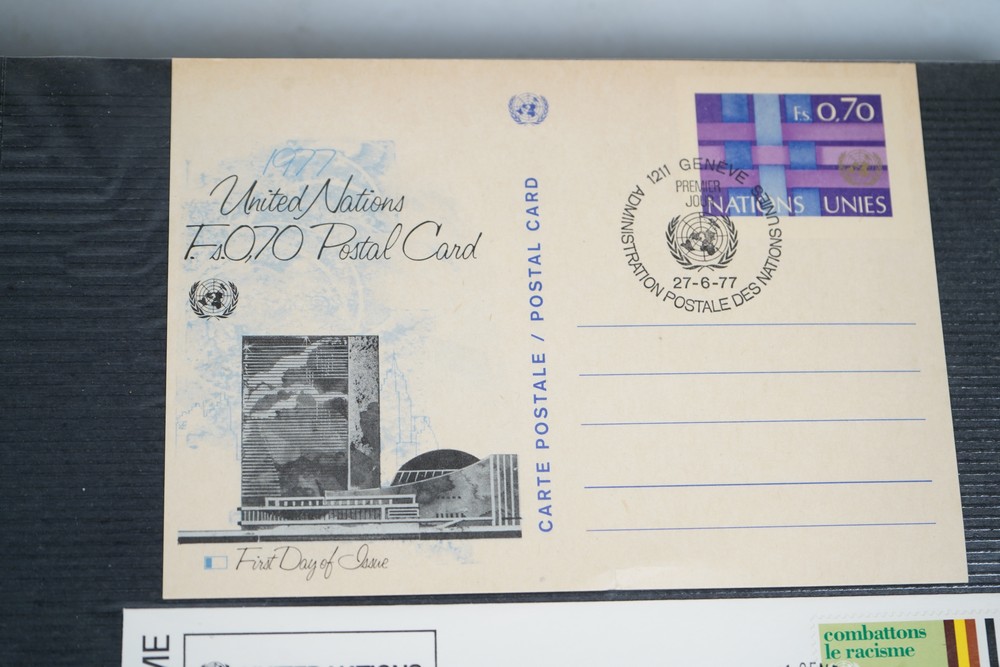 1977
United Nations
F.s.0,70 Postal Card
First Day of Issue
CARTE POSTALE / POSTAL CARD
F.s. 0,70
NATIONS UNIES
1211 GENÈVE
PREMIER
ADMINISTRATION POSTALE DES NATIONS UNIES
27-6-77
combattons
le racisme